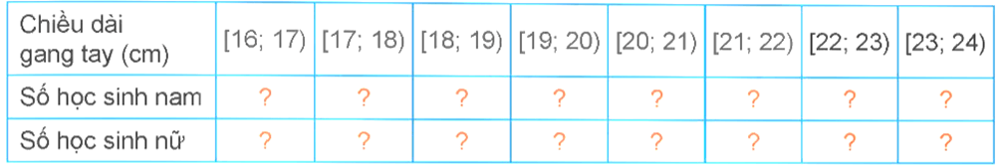 Chiều dài
gang tay (cm) [16; 17) [17; 18) [18; 19) [19; 20) [20; 21) [21; 22) [22; 23) [23; 24)
Số học sinh nam ? ? ? ? ? ? ? ?
Số học sinh nữ ? ? ? ? ? ? ? ?